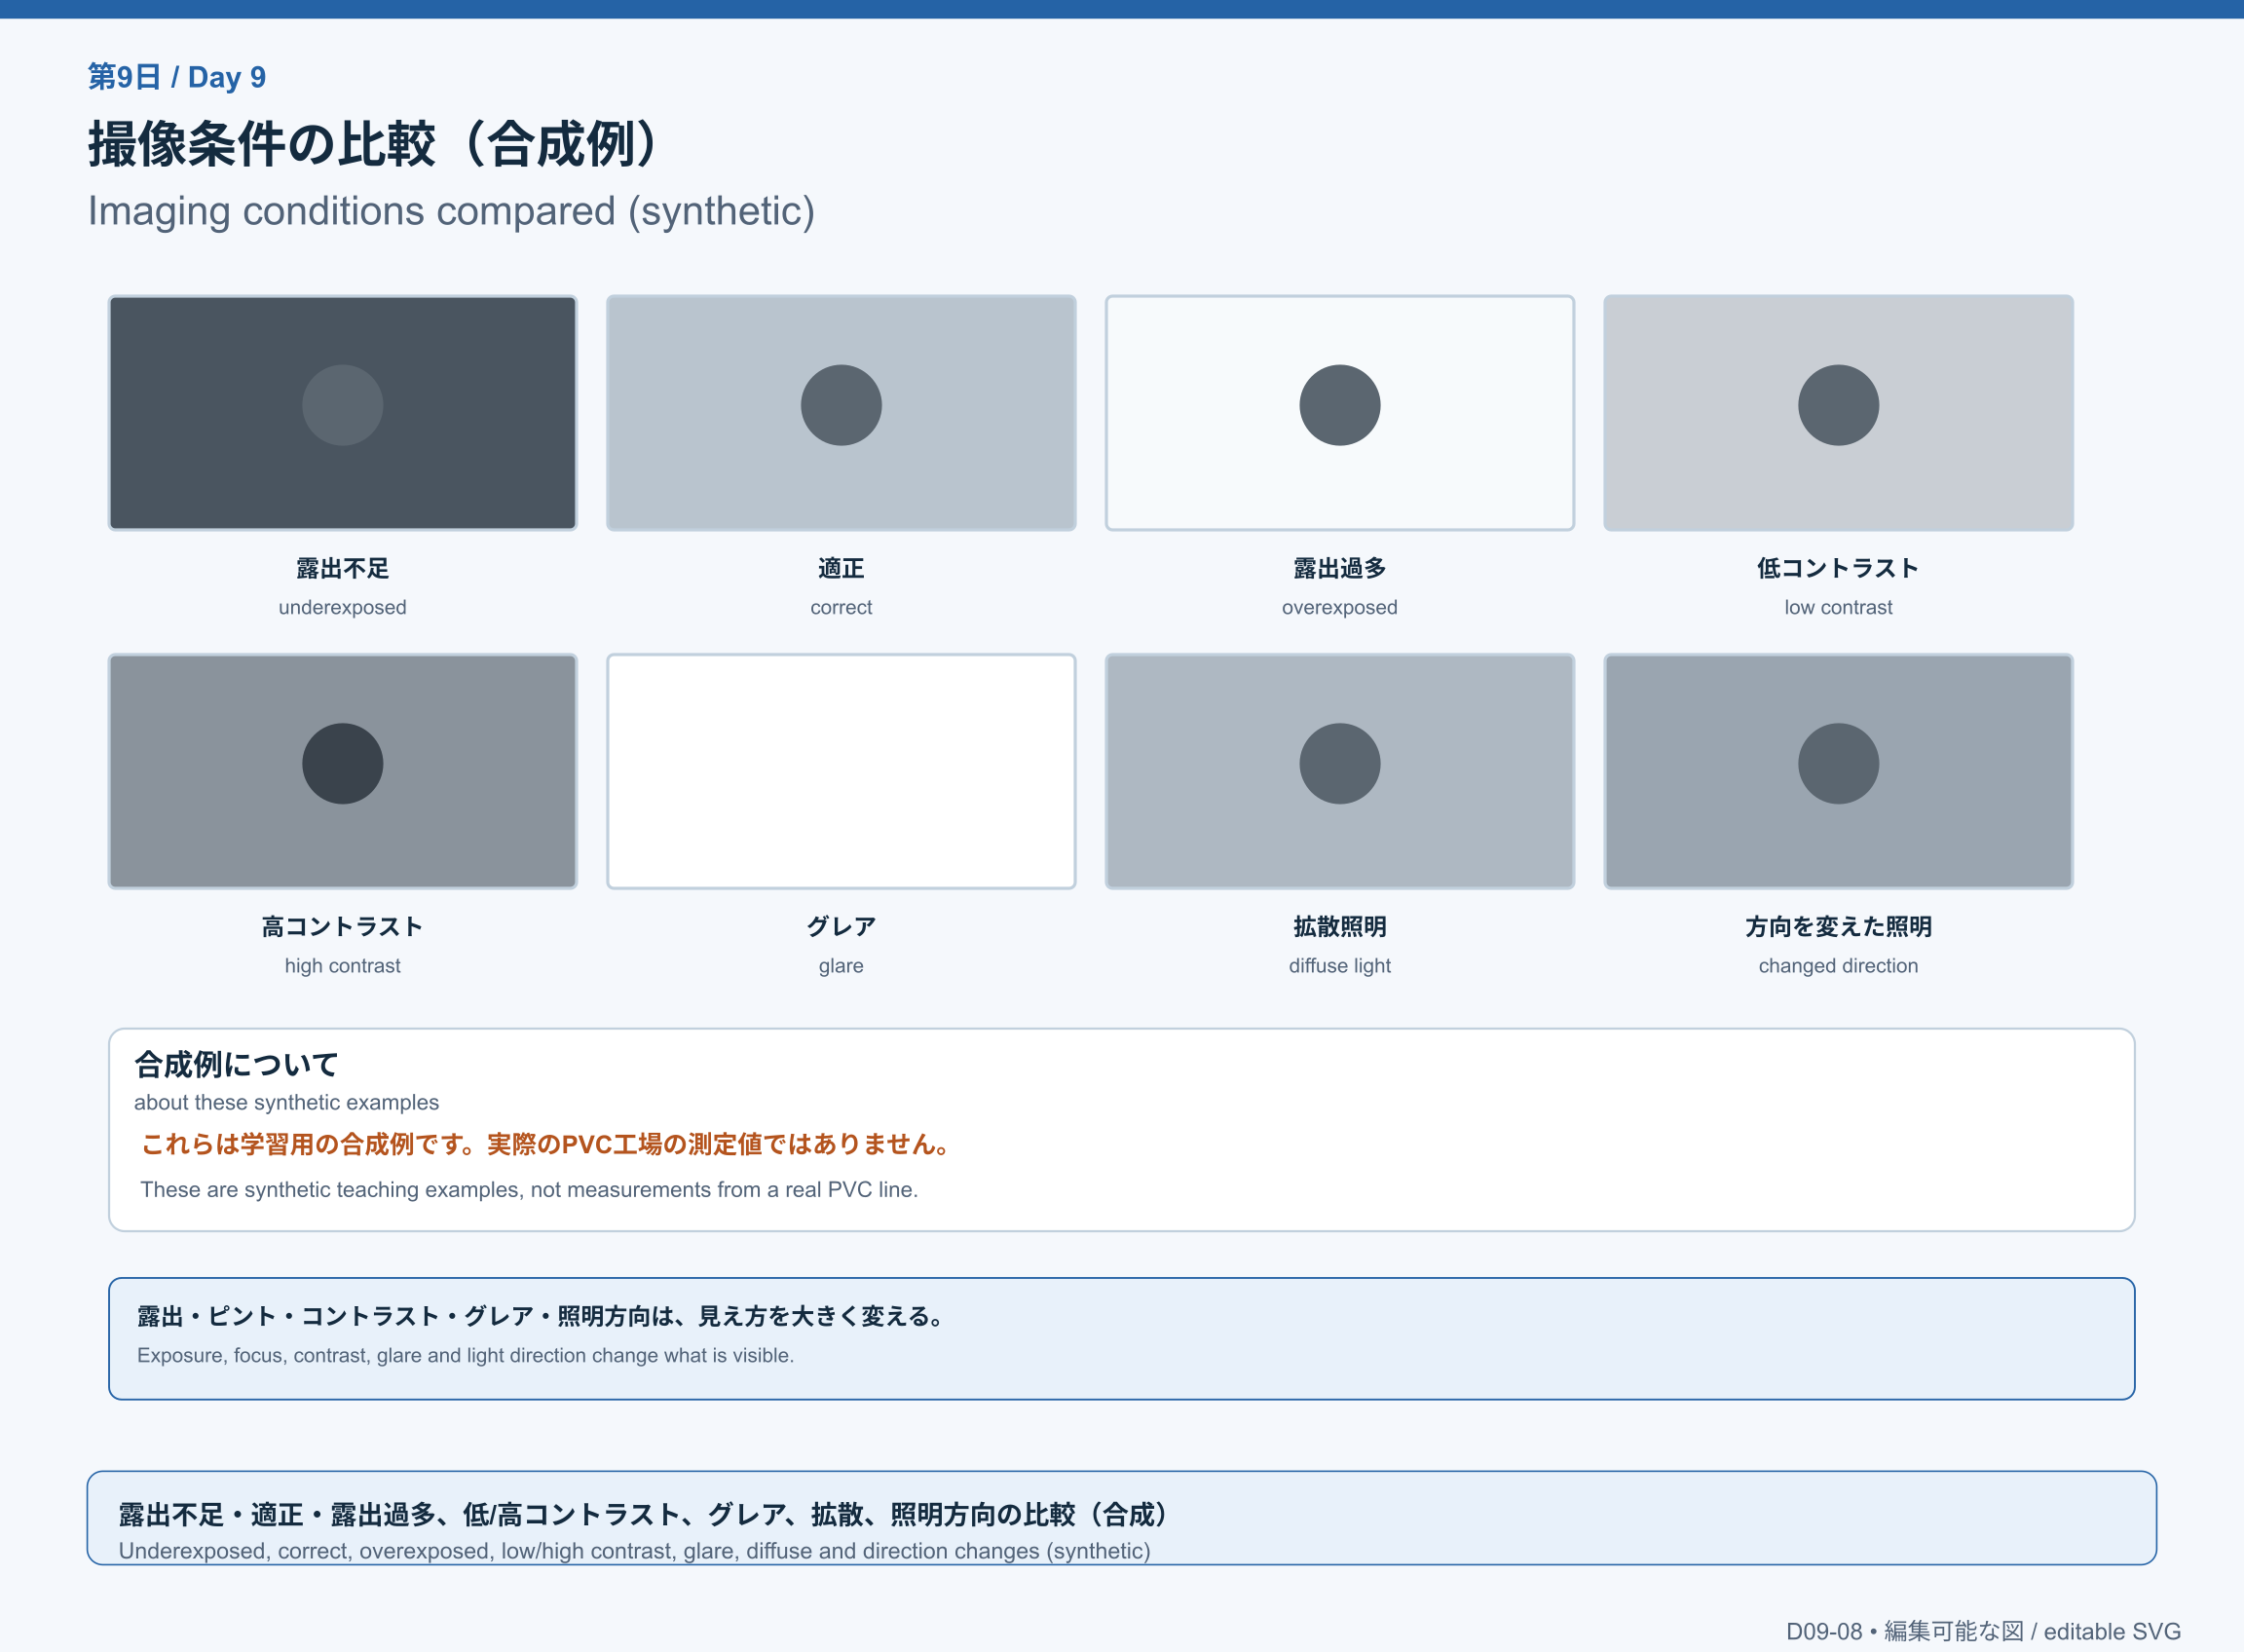 第9日 / Day 9
撮像条件の比較（合成例）
Imaging conditions compared (synthetic)
露出不足
underexposed
適正
correct
露出過多
overexposed
低コントラスト
low contrast
高コントラスト
high contrast
グレア
glare
拡散照明
diffuse light
方向を変えた照明
changed direction
合成例について
about these synthetic examples
これらは学習用の合成例です。実際のPVC工場の測定値ではありません。
These are synthetic teaching examples, not measurements from a real PVC line.
露出・ピント・コントラスト・グレア・照明方向は、見え方を大きく変える。
Exposure, focus, contrast, glare and light direction change what is visible.
露出不足・適正・露出過多、低/高コントラスト、グレア、拡散、照明方向の比較（合成）
Underexposed, correct, overexposed, low/high contrast, glare, diffuse and direction changes (synthetic)
D09-08 • 編集可能な図 / editable SVG